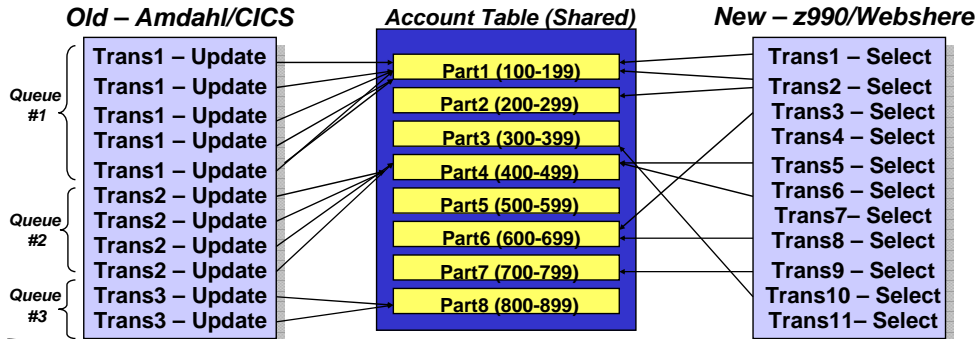 Old – Amdahl/CICS
Account Table (Shared)
New – z990/Webshere
Queue
#1
Queue
#2
Queue
#3
Trans1 – Update
Trans1 – Update
Trans1 – Update
Trans1 – Update
Trans1 – Update
Trans2 – Update
Trans2 – Update
Trans2 – Update
Trans2 – Update
Trans3 – Update
Trans3 – Update
Part1 (100-199)
Part2 (200-299)
Part3 (300-399)
Part4 (400-499)
Part5 (500-599)
Part6 (600-699)
Part7 (700-799)
Part8 (800-899)
Trans1 – Select
Trans2 – Select
Trans3 – Select
Trans4 – Select
Trans5 – Select
Trans6 – Select
Trans7– Select
Trans8 – Select
Trans9 – Select
Trans10 – Select
Trans11– Select